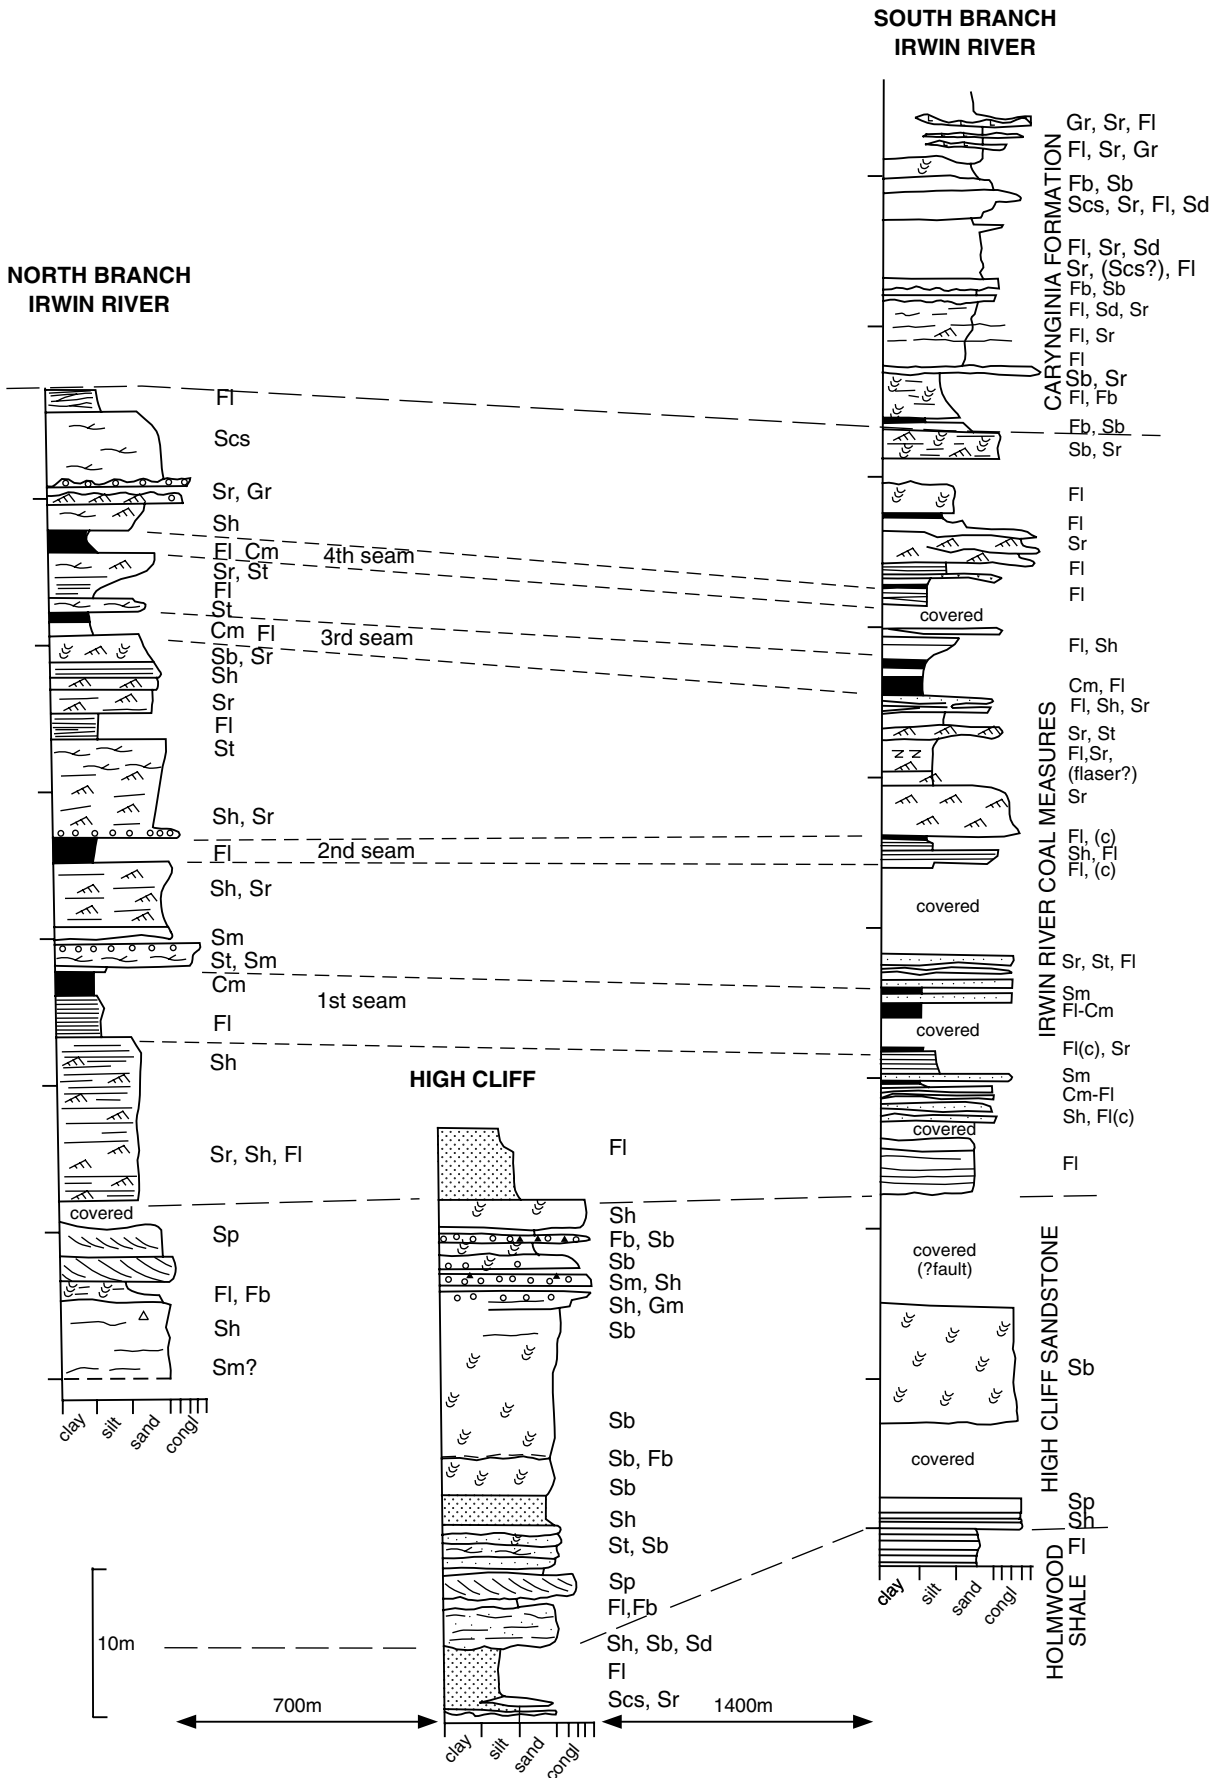 SOUTH BRANCH
IRWIN RIVER
Gr, Sr, Fl
Fl, Sr, Gr
Fb, Sb
Scs, Sr, Fl, Sd
Fl, Sr, Sd
Sr, (Scs?), Fl
Fb, Sb
Fl, Sd, Sr
Fl, Sr
Fl
Sb, Sr
Fl, Fb
Fb, Sb
Sb, Sr
Fl
Fl
Sr
Fl
Fl
covered
Fl, Sh
Cm, Fl
Fl, Sh, Sr
Sr, St
Fl,Sr,
(flaser?)
Sr
Fl, (c)
Sh, Fl
Fl, (c)
covered
Sr, St, Fl
Sm
Fl-Cm
covered
Fl(c), Sr
Sm
Cm-Fl
Sh, Fl(c)
covered
Fl
covered
(?fault)
Sb
covered
Sp
Sh
Fl
clay
silt
sand
congl
CARYNGINIA FORMATION
IRWIN RIVER COAL MEASURES
HIGH CLIFF SANDSTONE
HOLMWOOD
SHALE
NORTH BRANCH
IRWIN RIVER
Fl
Scs
Sr, Gr
Sh
Fl Cm
Sr, St
Fl
St
Cm Fl
Sb, Sr
Sh
Sr
Fl
St
Sh, Sr
Fl
Sh, Sr
Sm
St, Sm
Cm
Fl
Sh
Sr, Sh, Fl
covered
Sp
Fl, Fb
Sh
Sm?
clay
silt
sand
congl
4th seam
3rd seam
2nd seam
1st seam
HIGH CLIFF
Fl
Sh
Fb, Sb
Sb
Sm, Sh
Sh, Gm
Sb
Sb
Sb, Fb
Sb
Sh
St, Sb
Sp
Fl,Fb
Sh, Sb, Sd
Fl
Scs, Sr
clay
silt
sand
congl
10m
700m
1400m